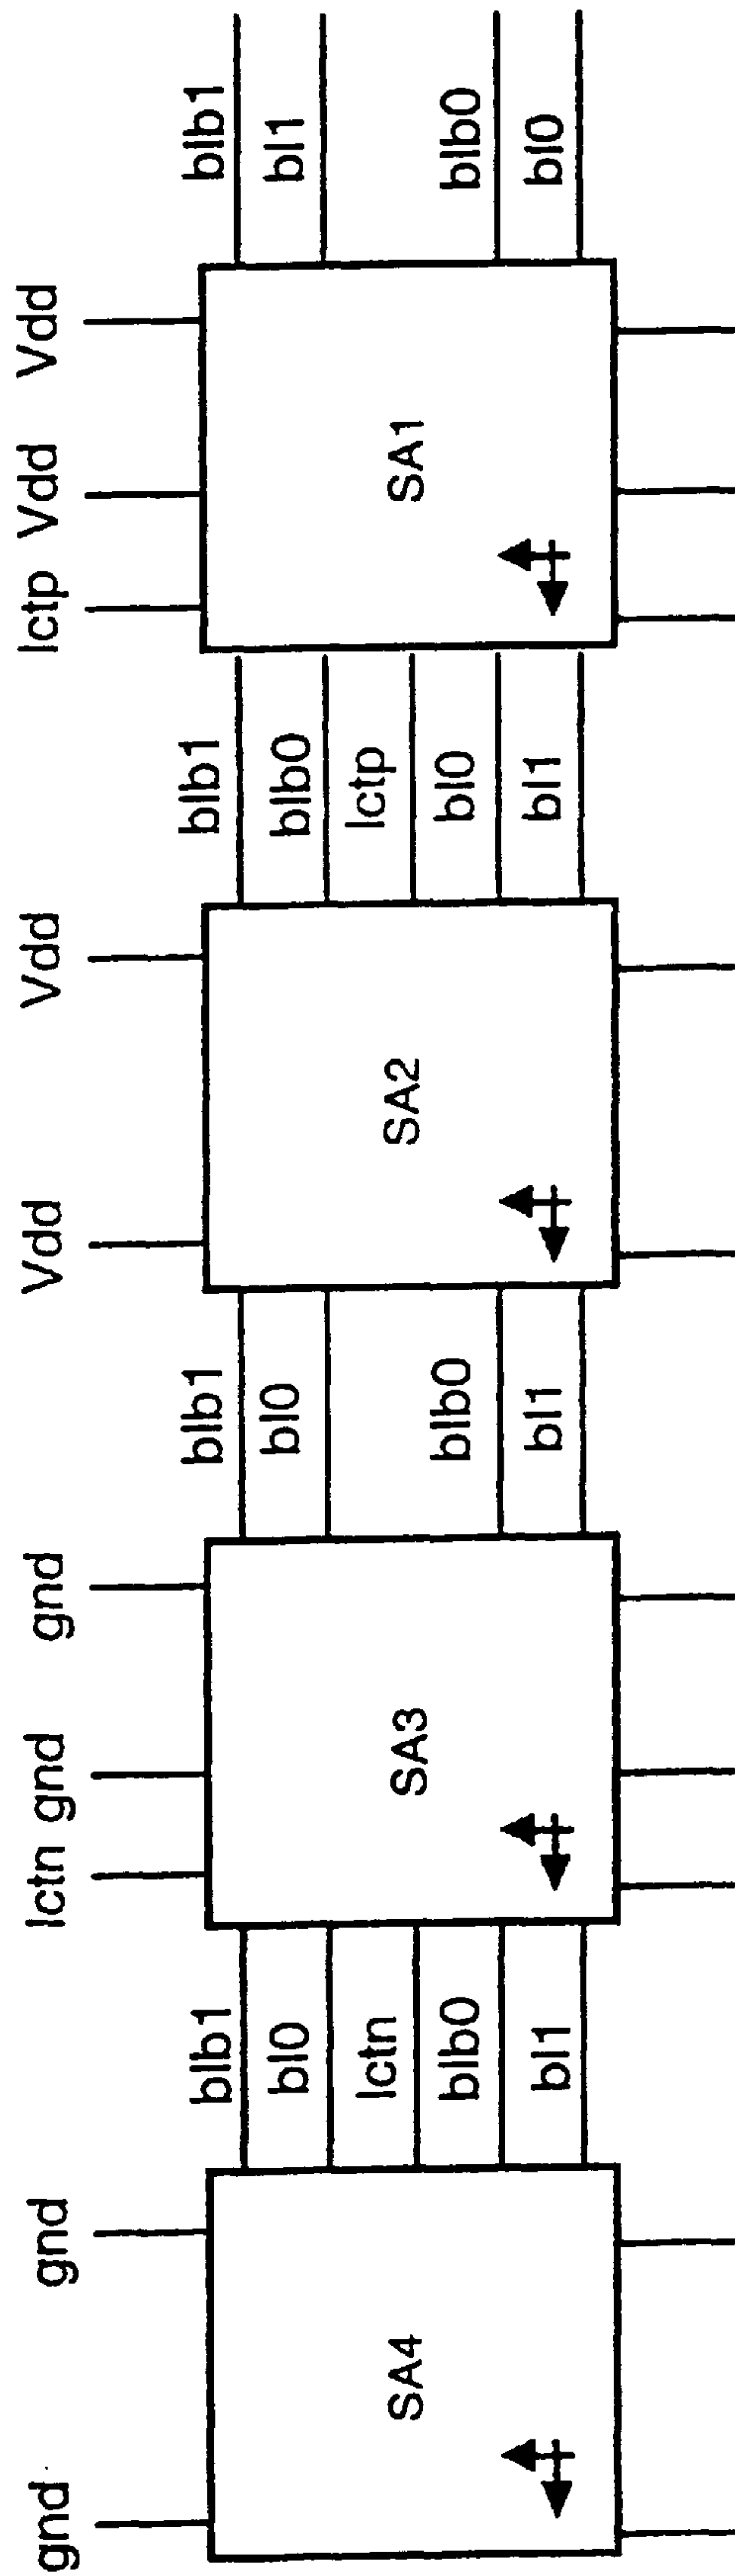 gnd gnd lctn gnd gnd Vdd Vdd lctp Vdd Vdd
blb1 blb1 blb1 blb1
bl0 bl0 blb0 bl1
lctn lctp
SA4 SA3 SA2 SA1
blb0 blb0 bl0 blb0
bl1 bl1 bl1 bl0